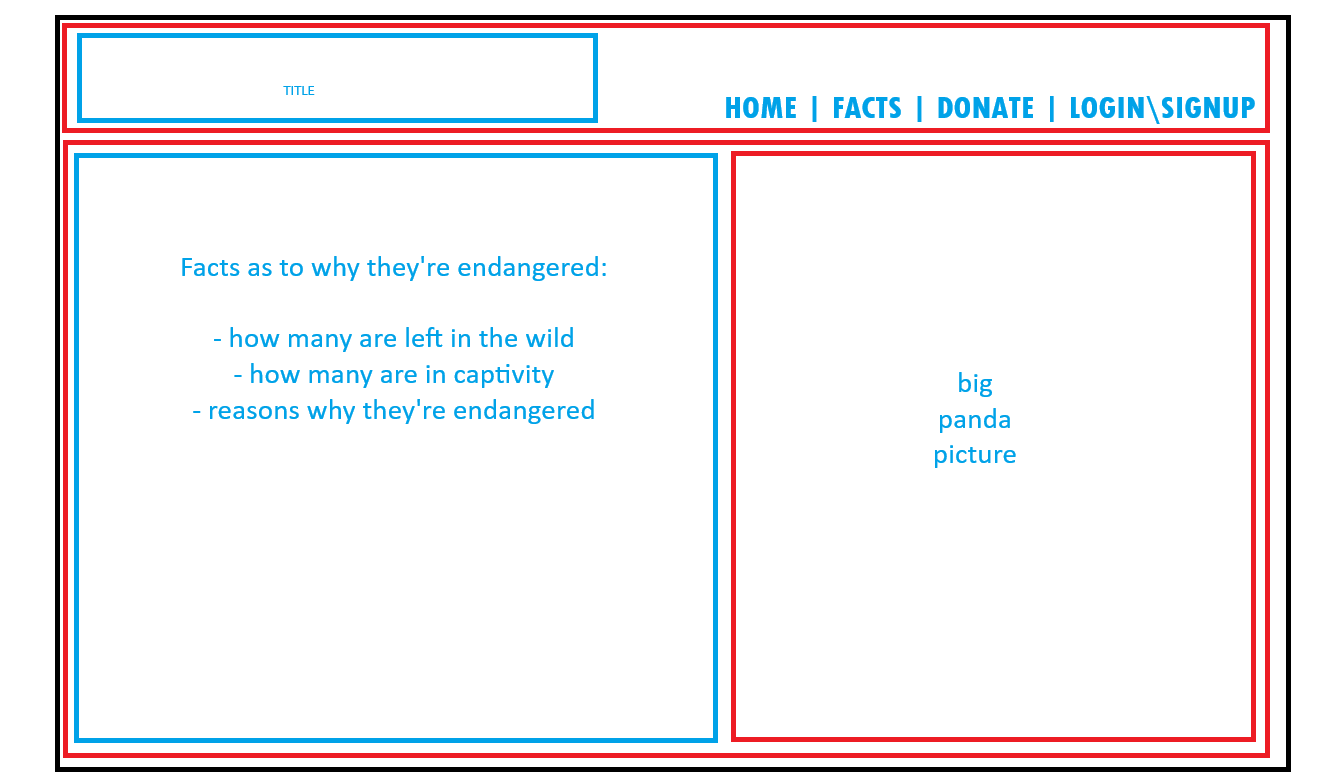 TITLE
HOME | FACTS | DONATE | LOGIN\SIGNUP
Facts as to why they're endangered:
- how many are left in the wild
- how many are in captivity
- reasons why they're endangered
big
panda
picture